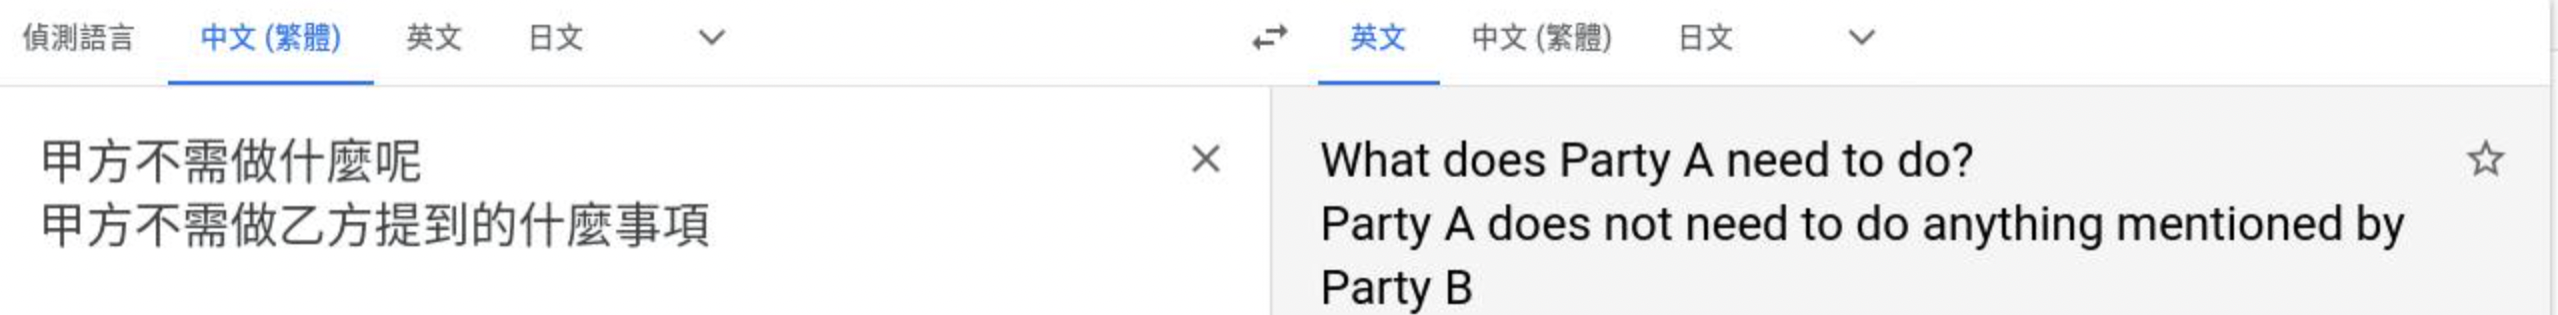 偵測語言 中文 (繁體) 英文 日文 英文 中文 (繁體) 日文
甲方不需做什麼呢
甲方不需做乙方提到的什麼事項
What does Party A need to do?
Party A does not need to do anything mentioned by
Party B